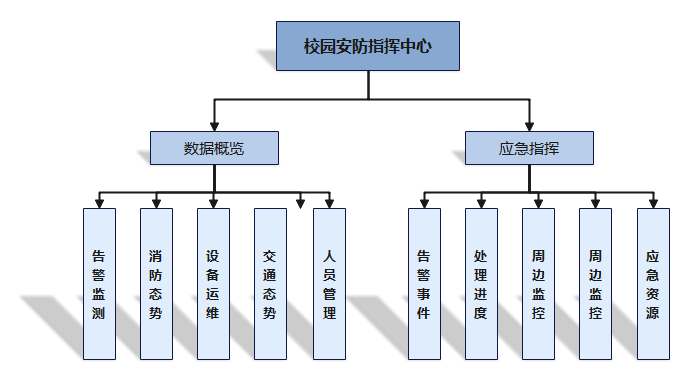 校园安防指挥中心
数据概览
应急指挥
告警监测
消防态势
设备运维
交通态势
人员管理
告警事件
处理进度
周边监控
周边监控
应急资源